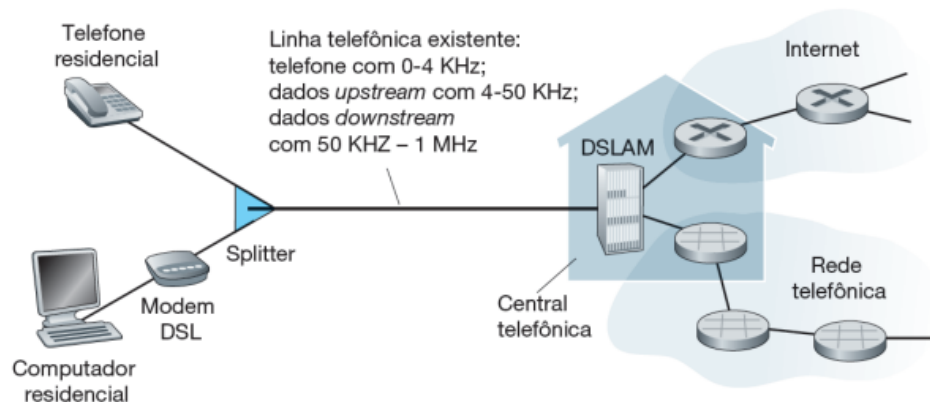 Telefone
residencial
Linha telefônica existente:
telefone com 0-4 KHz;
dados upstream com 4-50 KHz;
dados downstream
com 50 KHZ – 1 MHz
Internet
DSLAM
Splitter
Modem
DSL
Computador
residencial
Central
telefônica
Rede
telefônica